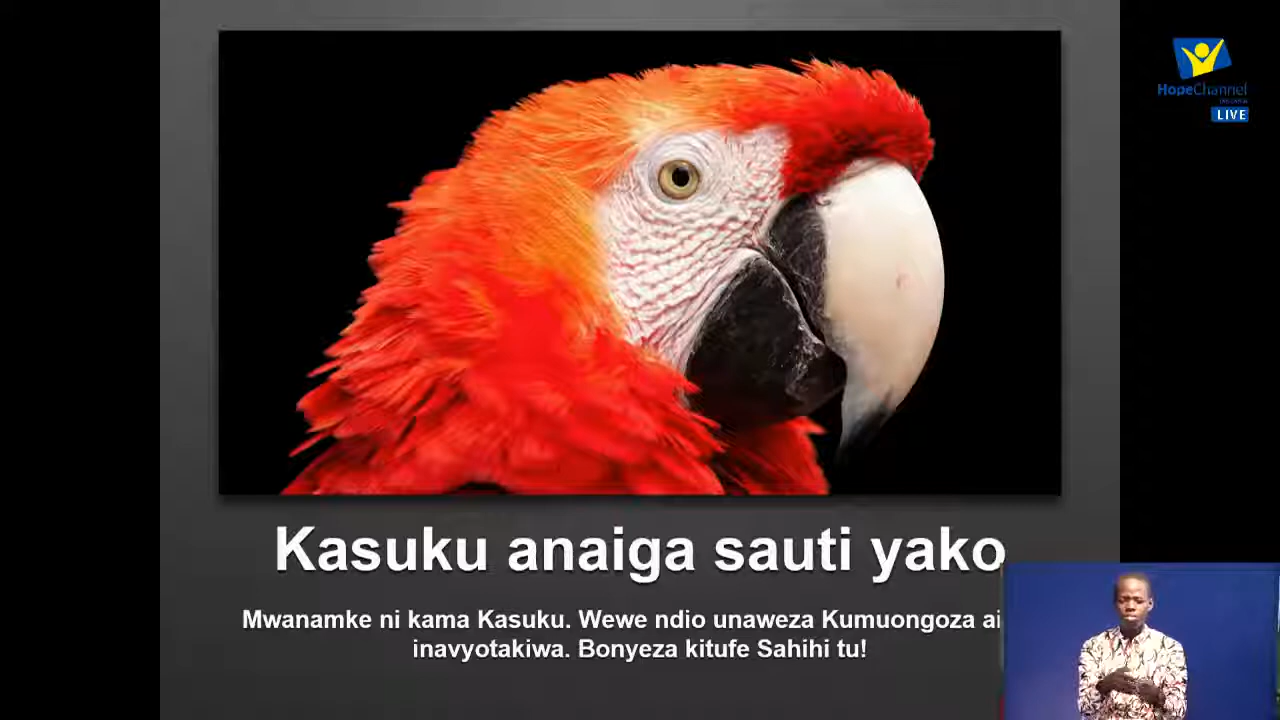 HopeChannel
LIVE
Kasuku anaiga sauti yako
Mwanamke ni kama Kasuku. Wewe ndio unaweza Kumuongoza
inavyotakiwa. Bonyeza kitufe Sahihi tu!